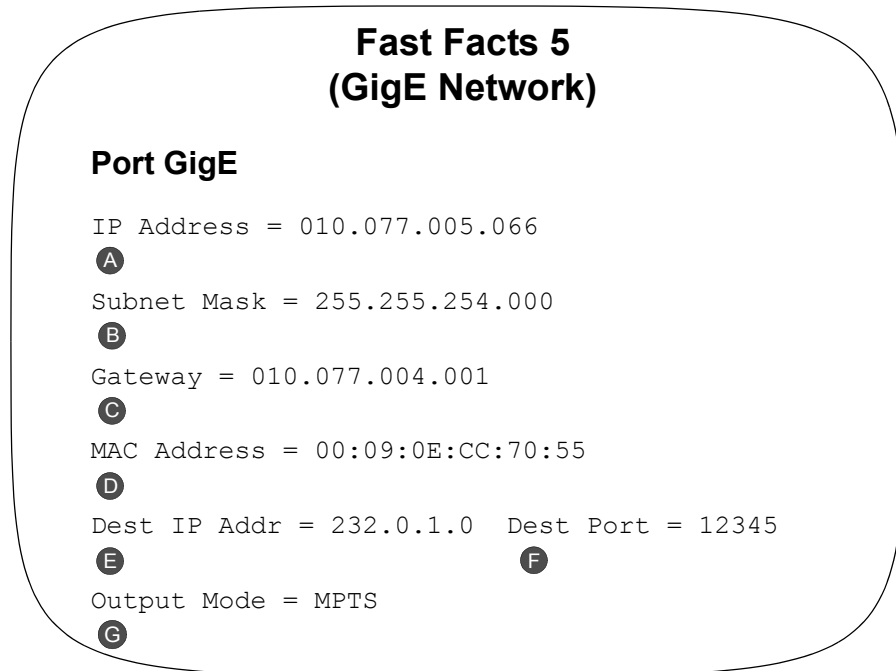 Fast Facts 5
(GigE Network)
Port GigE
IP Address = 010.077.005.066
A
Subnet Mask = 255.255.254.000
B
Gateway = 010.077.004.001
C
MAC Address = 00:09:0E:CC:70:55
D
Dest IP Addr = 232.0.1.0 Dest Port = 12345
E F
Output Mode = MPTS
G